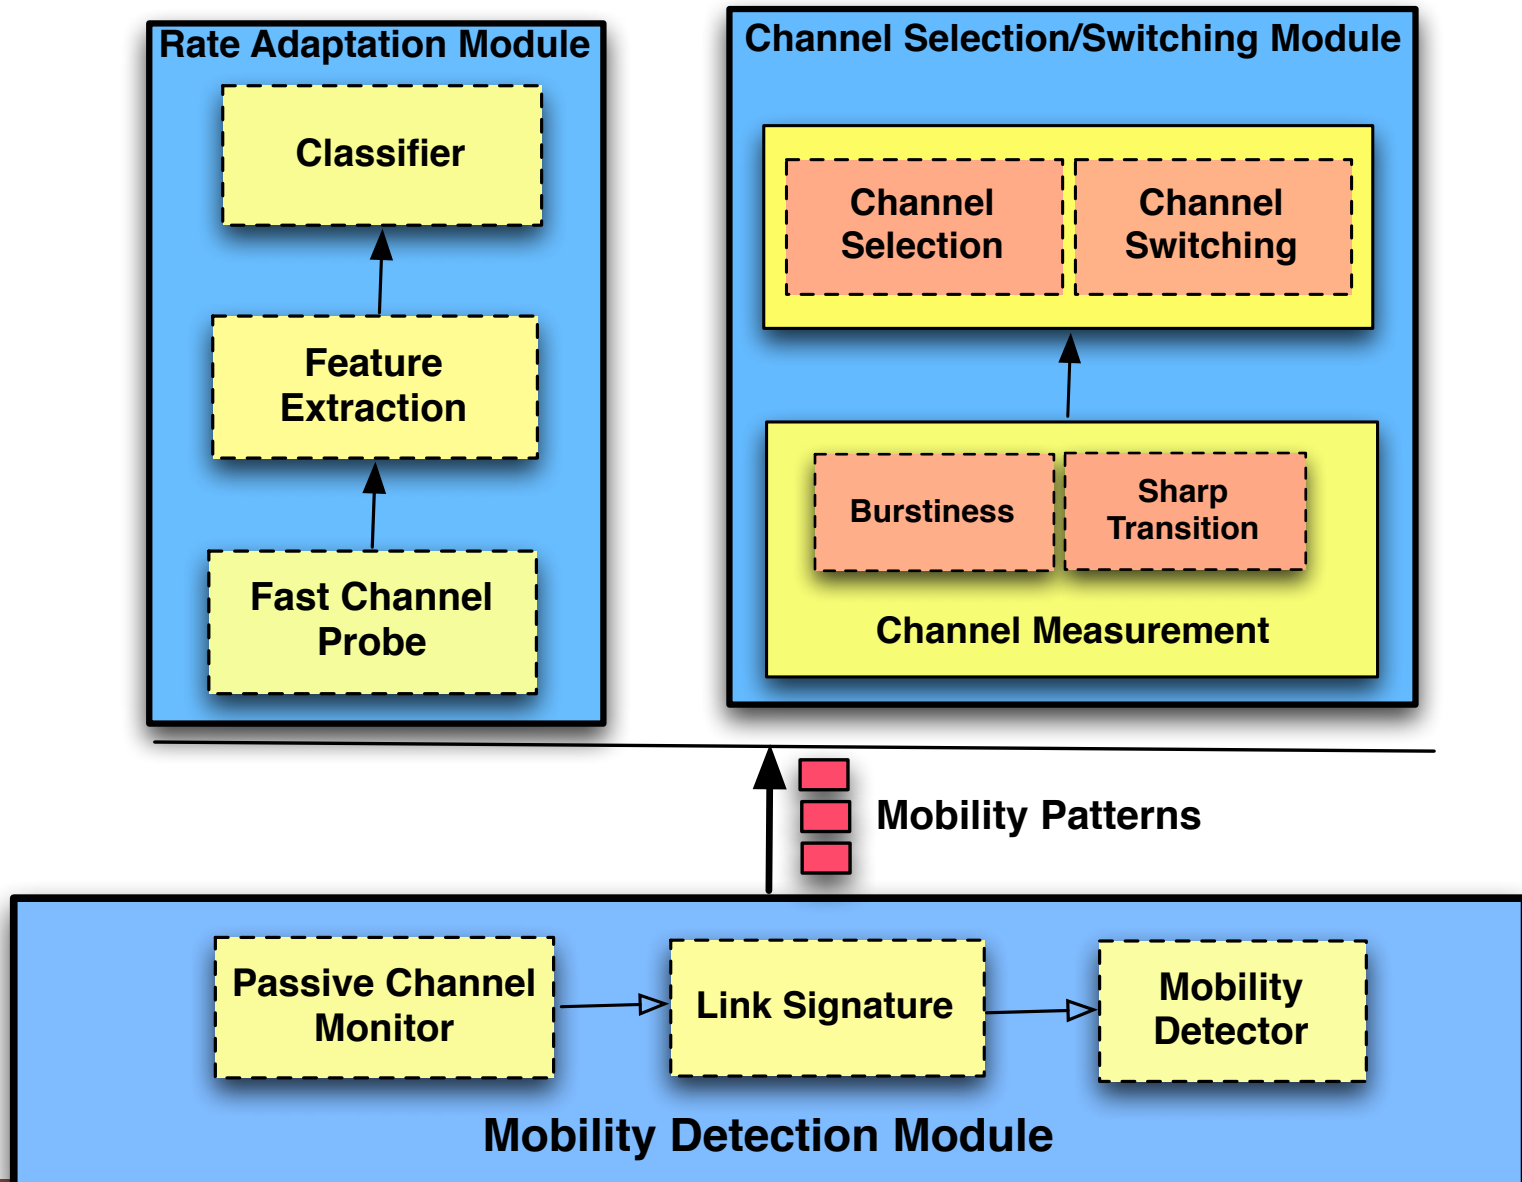 Rate Adaptation Module
Classifier
Feature
Extraction
Fast Channel
Probe
Channel Selection/Switching Module
Channel
Selection
Channel
Switching
Burstiness
Sharp
Transition
Channel Measurement
Mobility Patterns
Passive Channel
Monitor
Link Signature
Mobility
Detector
Mobility Detection Module